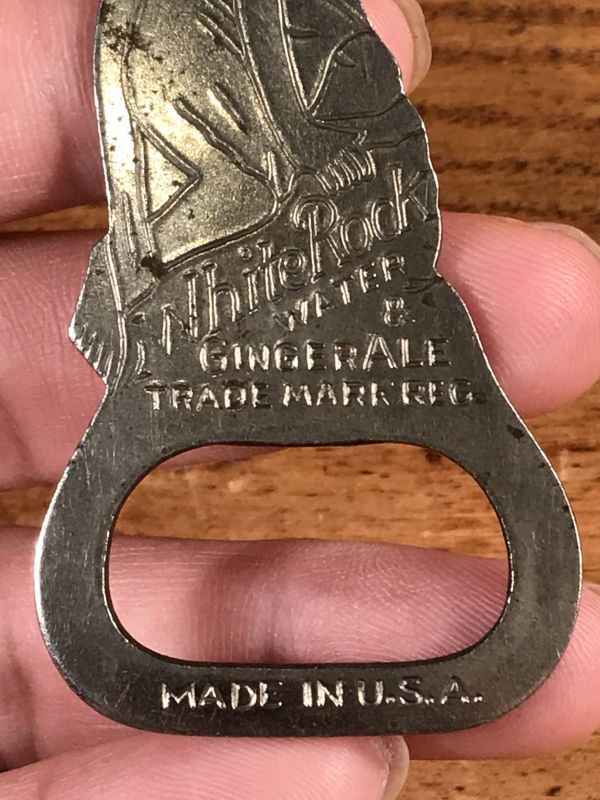 White Rock
WATER
&
GINGER ALE
TRADE MARK REG.
MADE IN U.S.A.